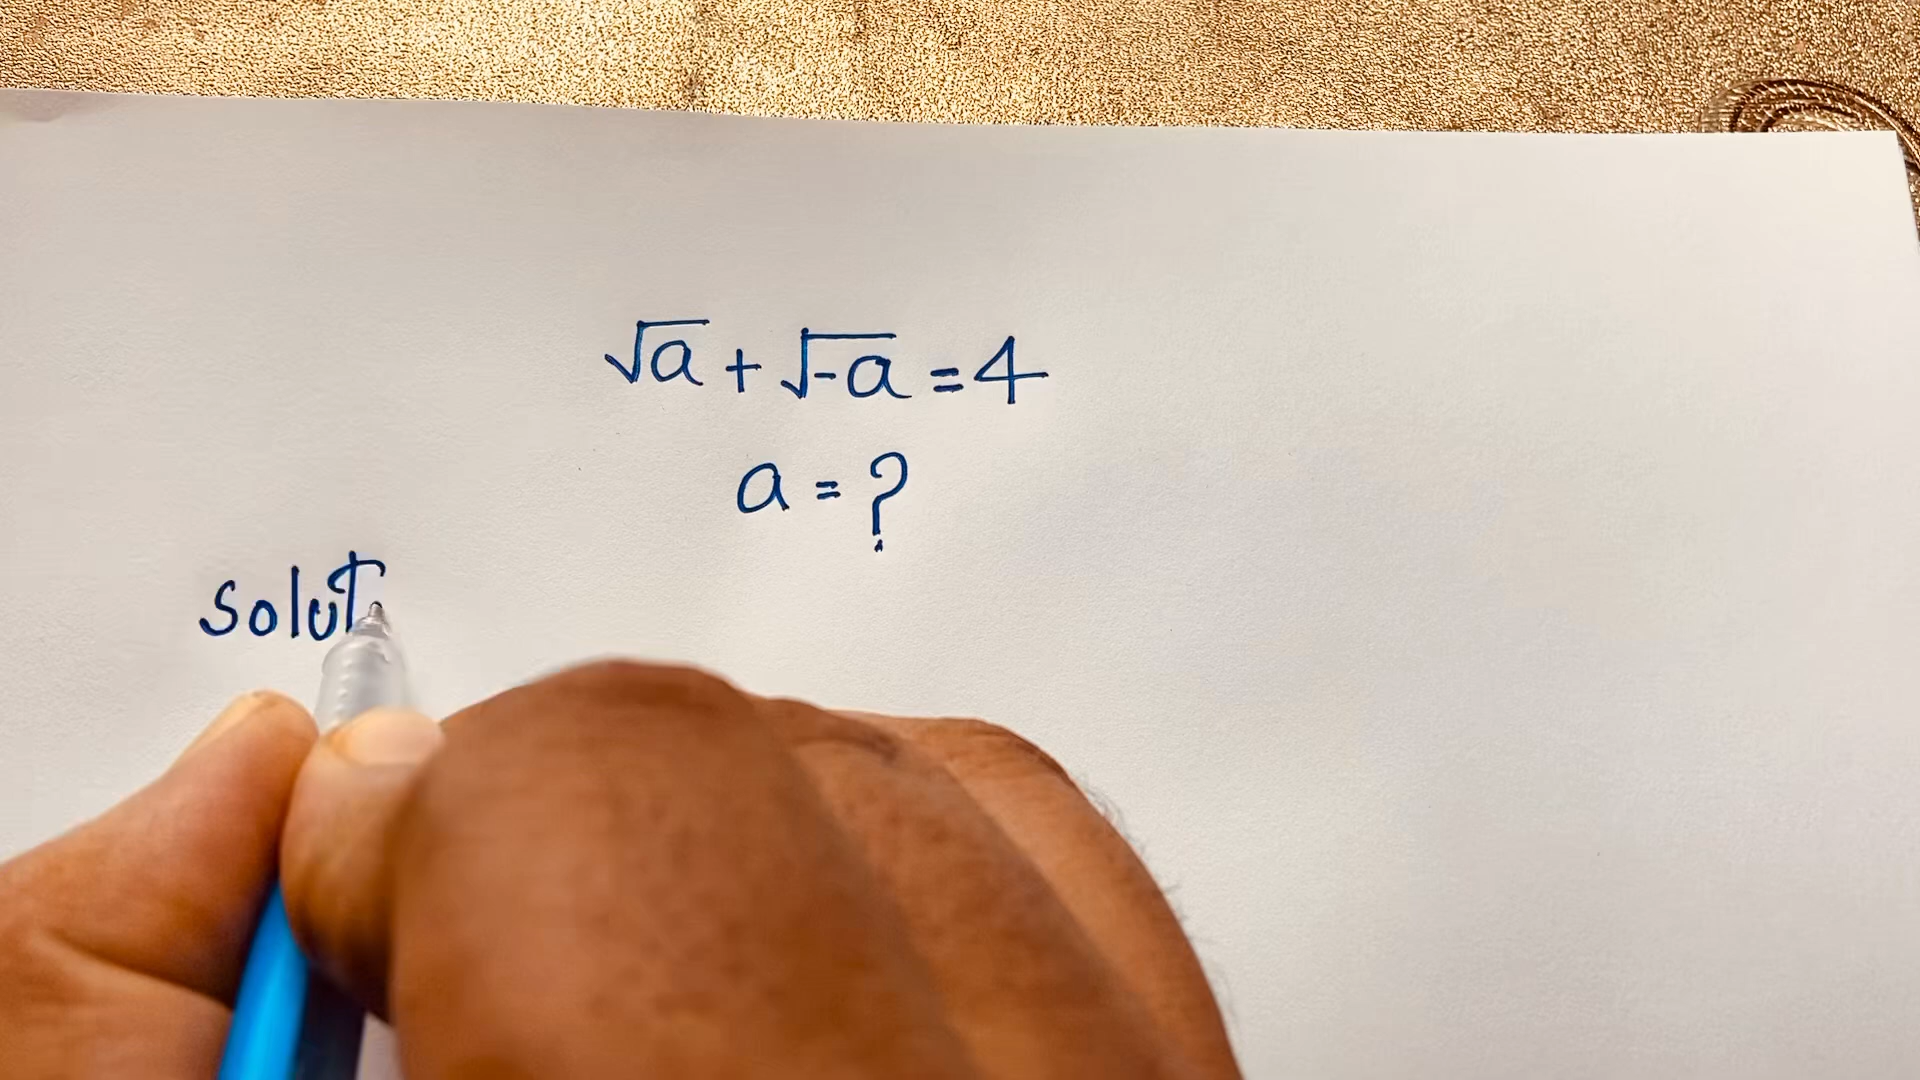 √a + √-a = 4
a = ?
Solut